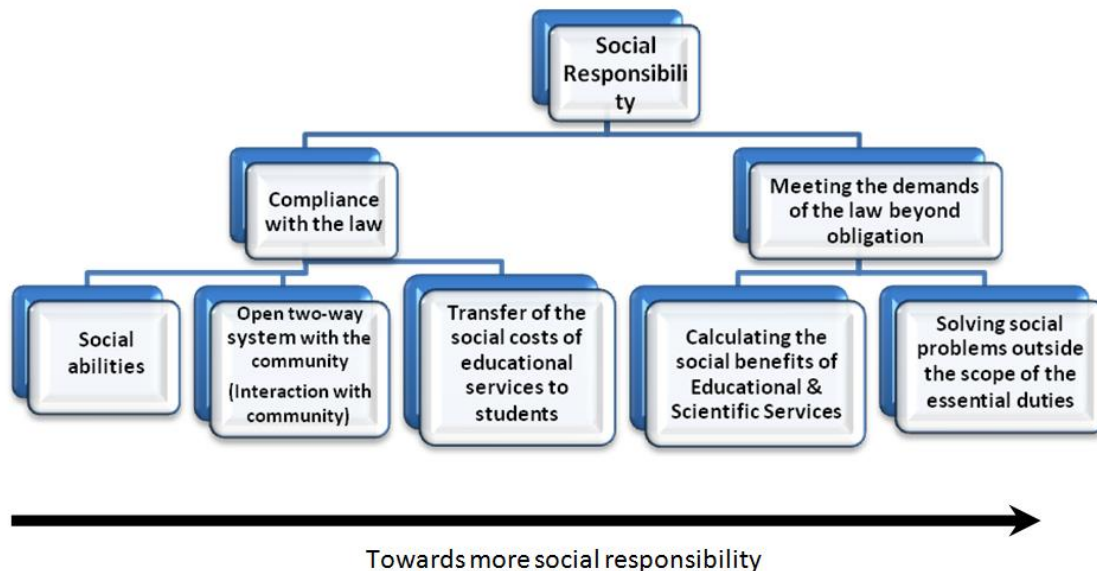 Social
Responsibili
ty
Compliance
with the law
Meeting the demands
of the law beyond
obligation
Social
abilities
Open two-way
system with the
community
(Interaction with
community)
Transfer of the
social costs of
educational
services to
students
Calculating the
social benefits of
Educational &
Scientific Services
Solving social
problems outside
the scope of the
essential duties
Towards more social responsibility